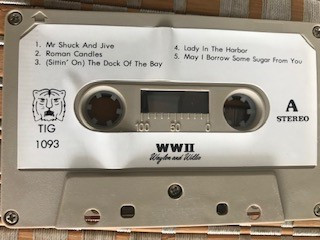 1. Mr Shuck And Jive
2. Roman Candles
3. (Sittin' On) The Dock Of The Bay
4. Lady In The Harbor
5. May I Borrow Some Sugar From You
TIG
1093
A
STEREO
100 50 0
WWII
Waylon and Willie